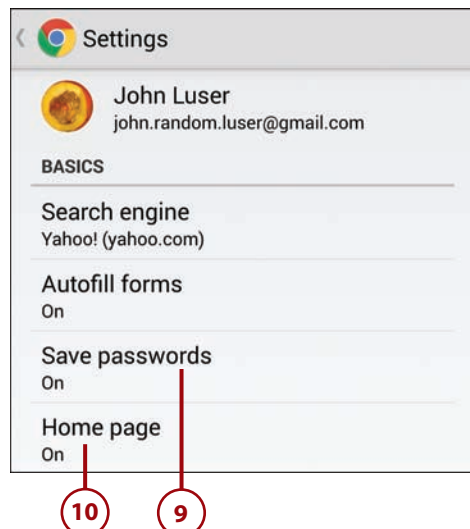 Settings
John Luser
john.random.luser@gmail.com
BASICS
Search engine
Yahoo! (yahoo.com)
Autofill forms
On
Save passwords
On
Home page
On
10 9